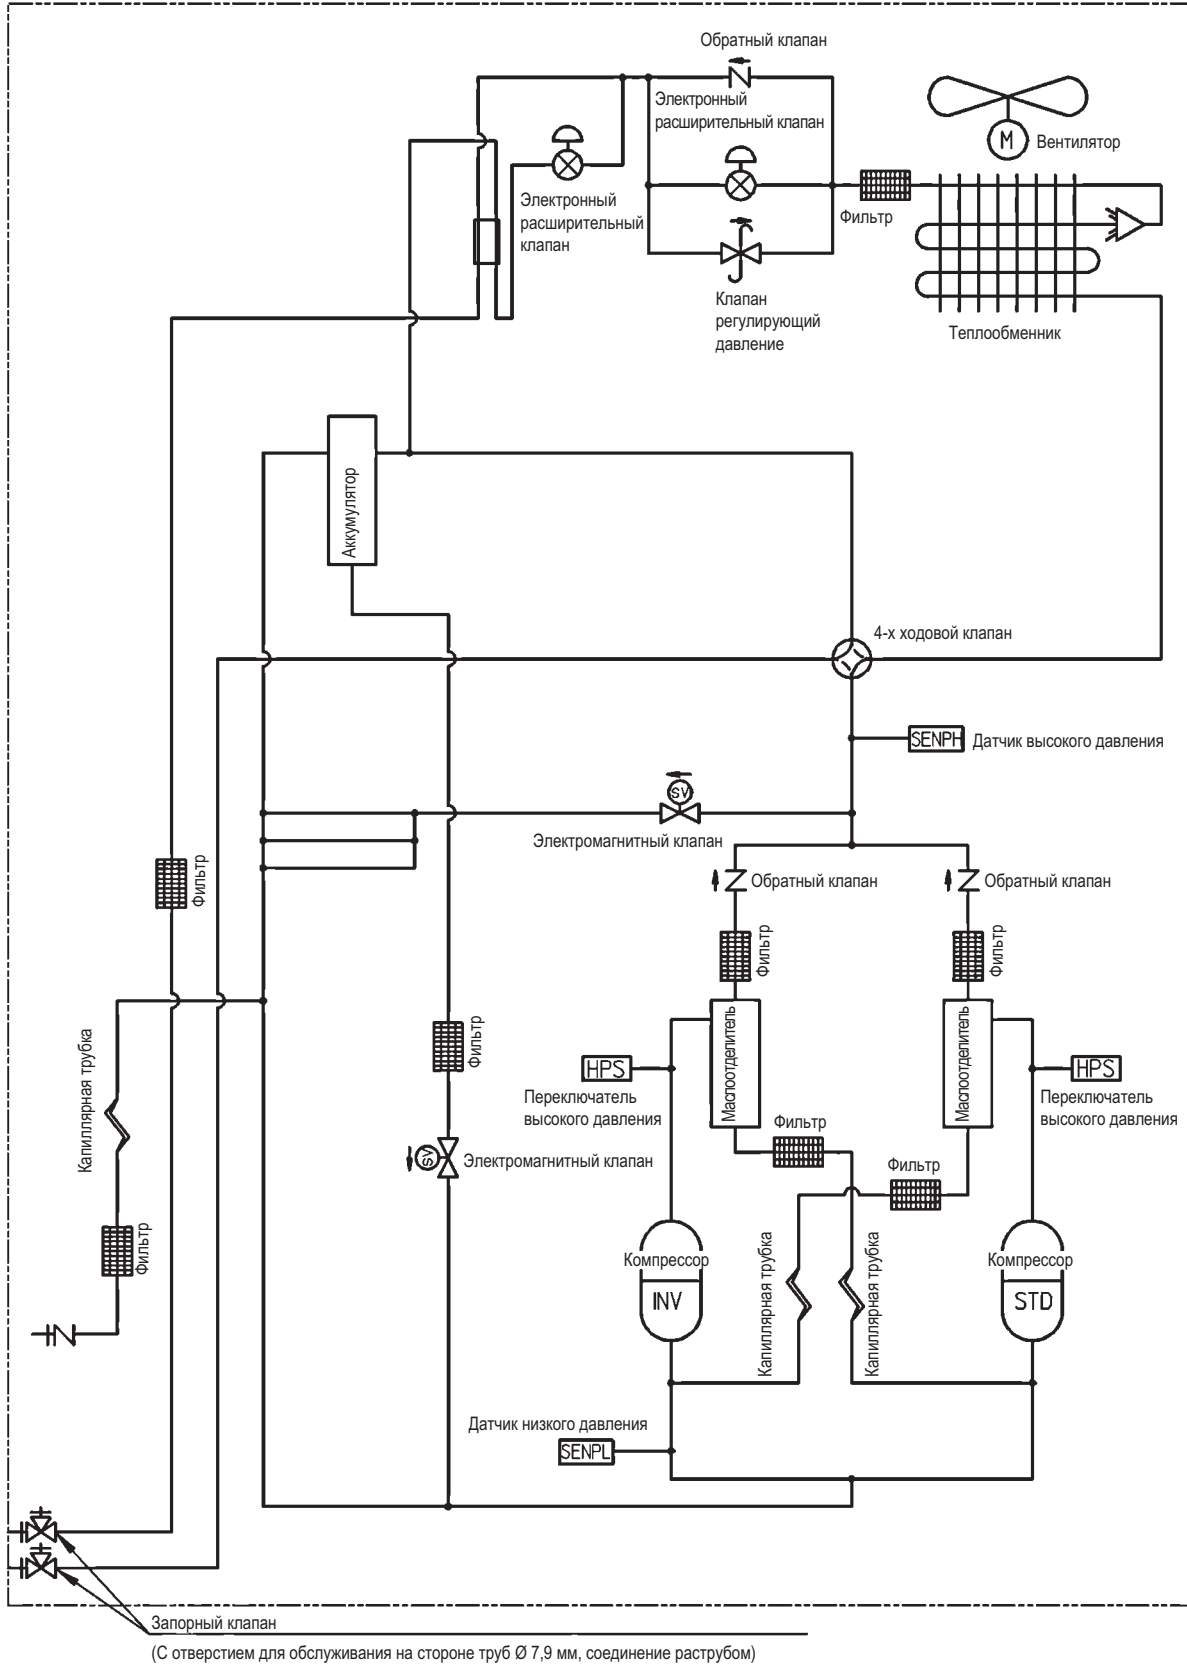 Обратный клапан
Электронный
расширительный клапан
M
Вентилятор
Электронный
расширительный
клапан
Фильтр
Клапан
регулирующий
давление
Теплообменник
Аккумулятор
4-х ходовой клапан
SENPH
Датчик высокого давления
SV
Электромагнитный клапан
Фильтр
Обратный клапан
Обратный клапан
Фильтр
Фильтр
Капиллярная трубка
Фильтр
Маслоотделитель
Маслоотделитель
HPS
HPS
Переключатель
высокого давления
Переключатель
высокого давления
Фильтр
SV
Электромагнитный клапан
Фильтр
Фильтр
Компрессор
INV
Капиллярная трубка
Капиллярная трубка
Компрессор
STD
Датчик низкого давления
SENPL
Запорный клапан
(С отверстием для обслуживания на стороне труб Ø 7,9 мм, соединение раструбом)